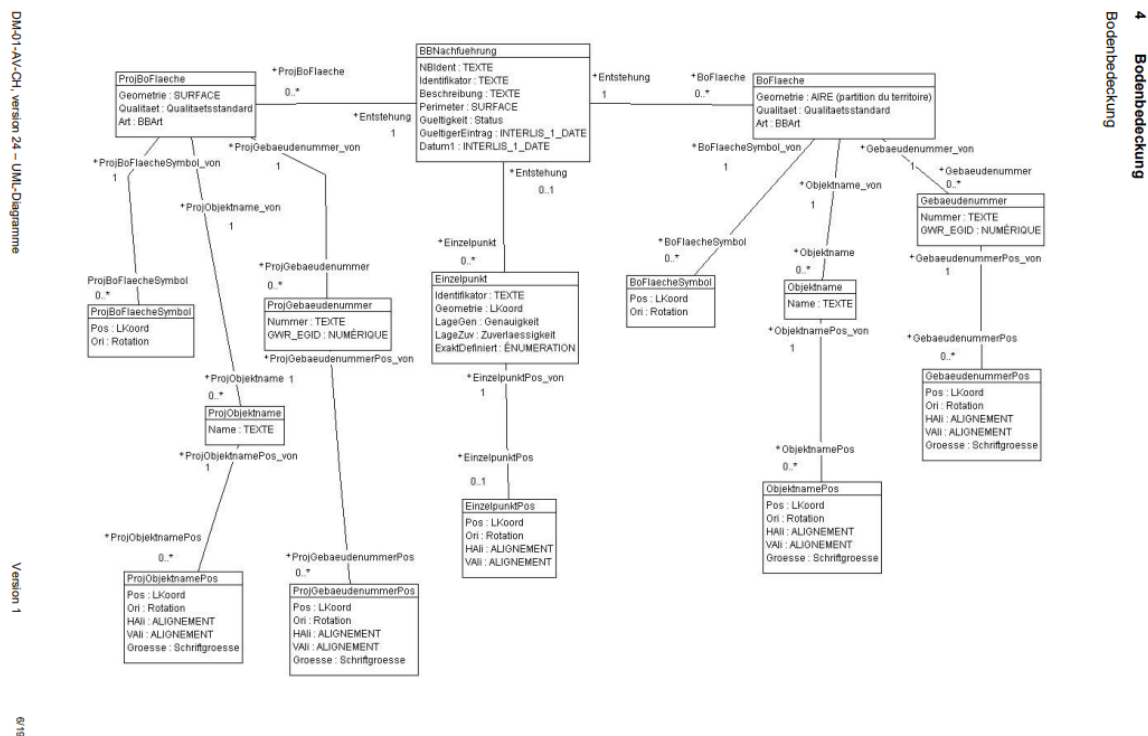 4 Bodenbedeckung
Bodenbedeckung
BBNachfuehrung
NBIdent : TEXTE
Identifikator : TEXTE
Beschreibung : TEXTE
Perimeter : SURFACE
Gueltigkeit : Status
GueltigerEintrag : INTERLIS_1_DATE
Datum1 : INTERLIS_1_DATE
ProjBoFlaeche
Geometrie : SURFACE
Qualitaet : Qualitaetsstandard
Art : BBArt
*ProjBoFlaeche
0..*
*Entstehung
1
*Entstehung
1
*BoFlaeche
0..*
BoFlaeche
Geometrie : AIRE (partition du territoire)
Qualitaet : Qualitaetsstandard
Art : BBArt
*ProjBoFlaecheSymbol_von
1
*ProjGebaeudenummer_von
1
*ProjObjektname_von
1
*Entstehung
0..1
*BoFlaecheSymbol_von
1
*Gebaeudenummer_von
1
*Objektname_von
1
*Gebaeudenummer
0..*
Gebaeudenummer
Nummer : TEXTE
GWR_EGID : NUMÉRIQUE
*GebaeudenummerPos_von
1
ProjBoFlaecheSymbol
0..*
ProjBoFlaecheSymbol
Pos : LKoord
Ori : Rotation
*ProjGebaeudenummer
0..*
ProjGebaeudenummer
Nummer : TEXTE
GWR_EGID : NUMÉRIQUE
*ProjGebaeudenummerPos_von
1
*Einzelpunkt
0..*
Einzelpunkt
Identifikator : TEXTE
Geometrie : LKoord
LageGen : Genauigkeit
LageZuv : Zuverlaessigkeit
ExaktDefiniert : ÉNUMERATION
*EinzelpunktPos_von
1
*BoFlaecheSymbol
0..*
BoFlaecheSymbol
Pos : LKoord
Ori : Rotation
*Objektname
0..*
Objektname
Name : TEXTE
*ObjektnamePos_von
1
*GebaeudenummerPos
0..*
GebaeudenummerPos
Pos : LKoord
Ori : Rotation
HAli : ALIGNEMENT
VAli : ALIGNEMENT
Groesse : Schriftgroesse
*ProjObjektname
0..*
ProjObjektname
Name : TEXTE
*ProjObjektnamePos_von
1
*EinzelpunktPos
0..1
EinzelpunktPos
Pos : LKoord
Ori : Rotation
HAli : ALIGNEMENT
VAli : ALIGNEMENT
*ObjektnamePos
0..*
ObjektnamePos
Pos : LKoord
Ori : Rotation
HAli : ALIGNEMENT
VAli : ALIGNEMENT
Groesse : Schriftgroesse
*ProjObjektnamePos
0..*
ProjObjektnamePos
Pos : LKoord
Ori : Rotation
HAli : ALIGNEMENT
VAli : ALIGNEMENT
Groesse : Schriftgroesse
*ProjGebaeudenummerPos
0..*
ProjGebaeudenummerPos
Pos : LKoord
Ori : Rotation
HAli : ALIGNEMENT
VAli : ALIGNEMENT
Groesse : Schriftgroesse
DM-01-AV-CH, version 24 – UML-Diagramme
Version 1
6/19